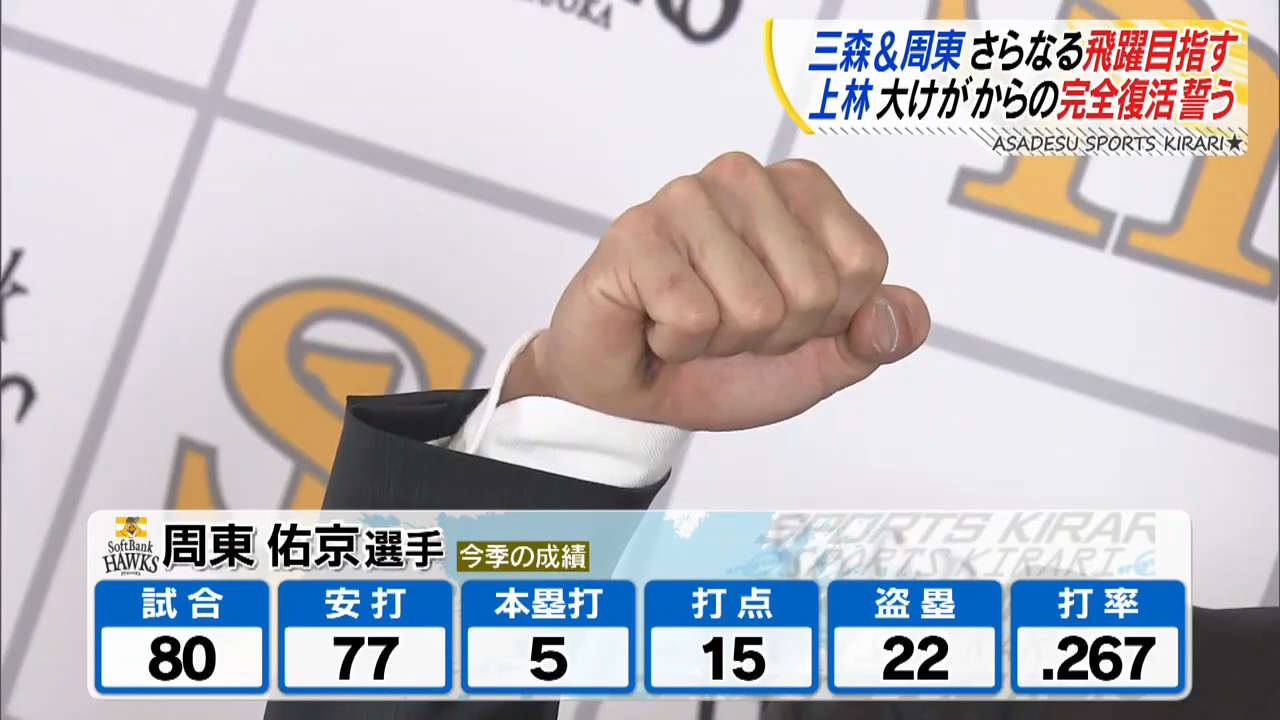 三森&周東 さらなる飛躍目指す
上林 大けがからの完全復活誓う
ASADESU SPORTS KIRARI★
SoftBank HAWKS
周東 佑京選手 今季の成績
SPORTS KIRAR
SPORTS KIRARI
試合 安打 本塁打 打点 盗塁 打率
80 77 5 15 22 .267